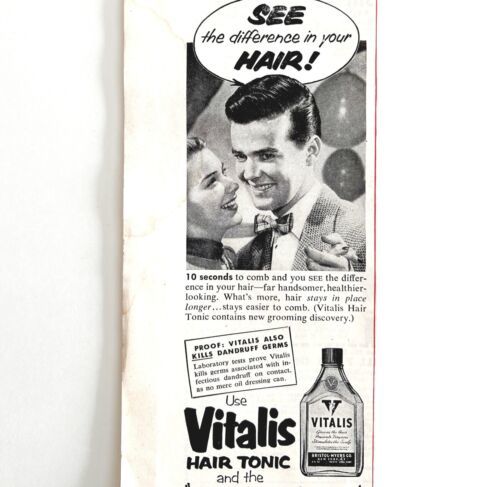 SEE
the difference in your
HAIR!
10 seconds to comb and you SEE the differ-
ence in your hair—far handsomer, healthier-
looking. What's more, hair stays in place
longer...stays easier to comb. (Vitalis Hair
Tonic contains new grooming discovery.)
PROOF: VITALIS ALSO
KILLS DANDRUFF GERMS
Laboratory tests prove Vitalis
kills germs associated with in-
fectious dandruff on contact,
as no mere oil dressing can.
Use
Vitalis
HAIR TONIC
and the
VITALIS
BRISTOL-MYERS CO.